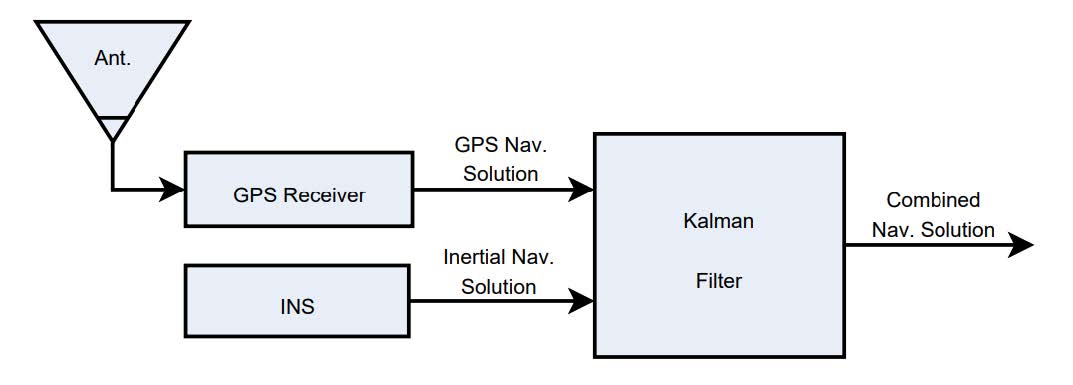 Ant.
GPS Nav.
Solution
GPS Receiver
Inertial Nav.
Solution
INS
Kalman
Filter
Combined
Nav. Solution